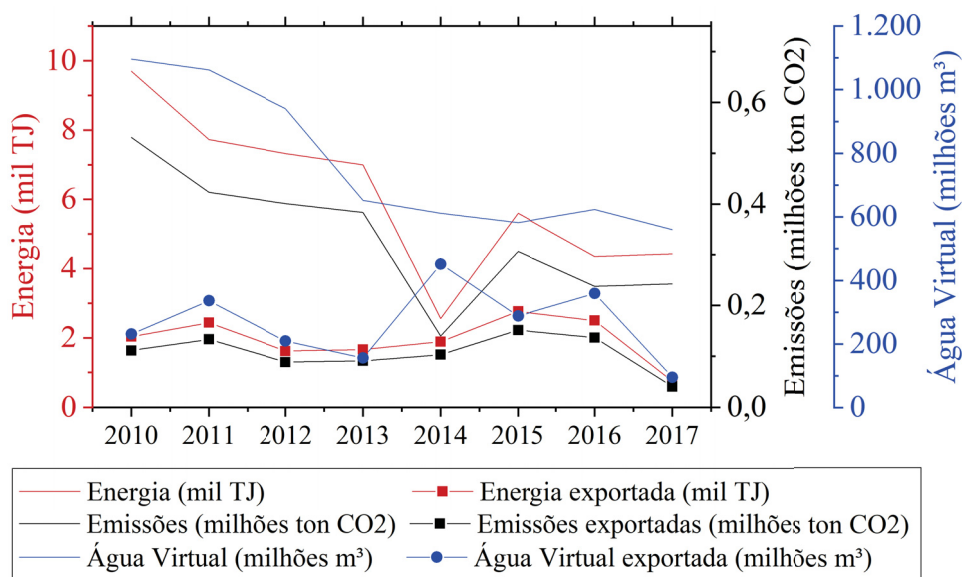 Energia (mil TJ)
10
8
6
4
2
0
Emissões (milhões ton CO2)
0,6
0,4
0,2
0,0
Água Virtual (milhões m³)
1.200
1.000
800
600
400
200
0
2010 2011 2012 2013 2014 2015 2016 2017
Energia (mil TJ) Energia exportada (mil TJ)
Emissões (milhões ton CO2) Emissões exportadas (milhões ton CO2)
Água Virtual (milhões m³) Água Virtual exportada (milhões m³)